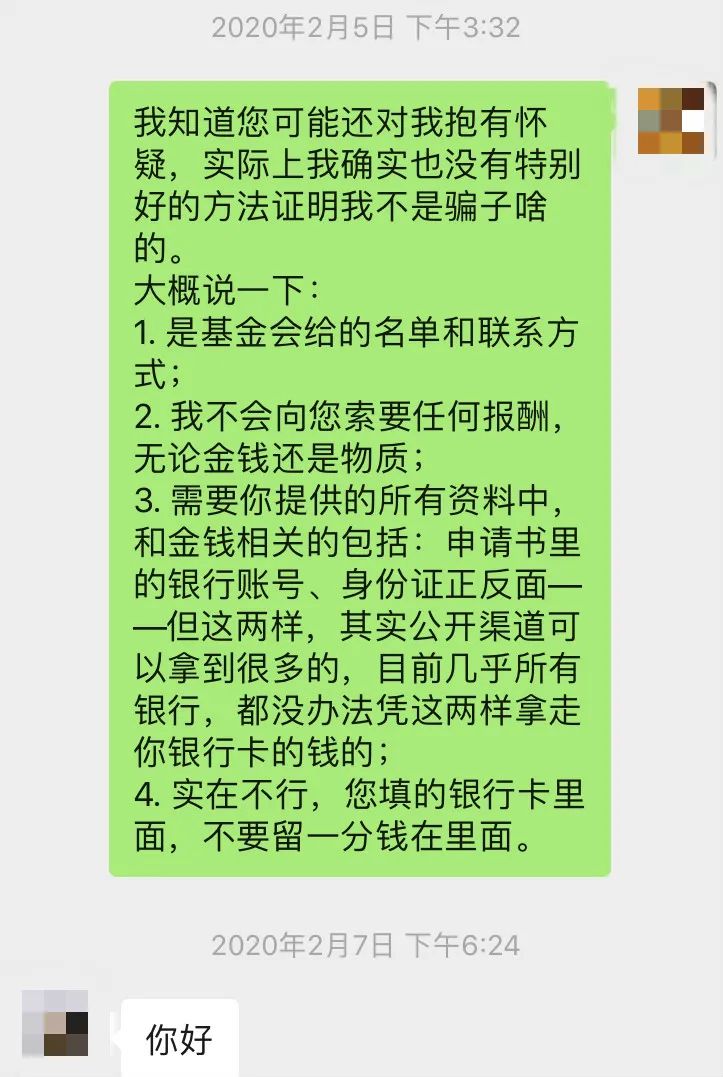 2020年2月5日 下午3:32
我知道您可能还对我抱有怀
疑，实际上我确实也没有特别
好的方法证明我不是骗子啥
的。
大概说一下：
1. 是基金会给的名单和联系方
式；
2. 我不会向您索要任何报酬，
无论金钱还是物质；
3. 需要你提供的所有资料中，
和金钱相关的包括：申请书里
的银行账号、身份证正反面—
—但这两样，其实公开渠道可
以拿到很多的，目前几乎所有
银行，都没办法凭这两样拿走
你银行卡的钱的；
4. 实在不行，您填的银行卡里
面，不要留一分钱在里面。
2020年2月7日 下午6:24
你好